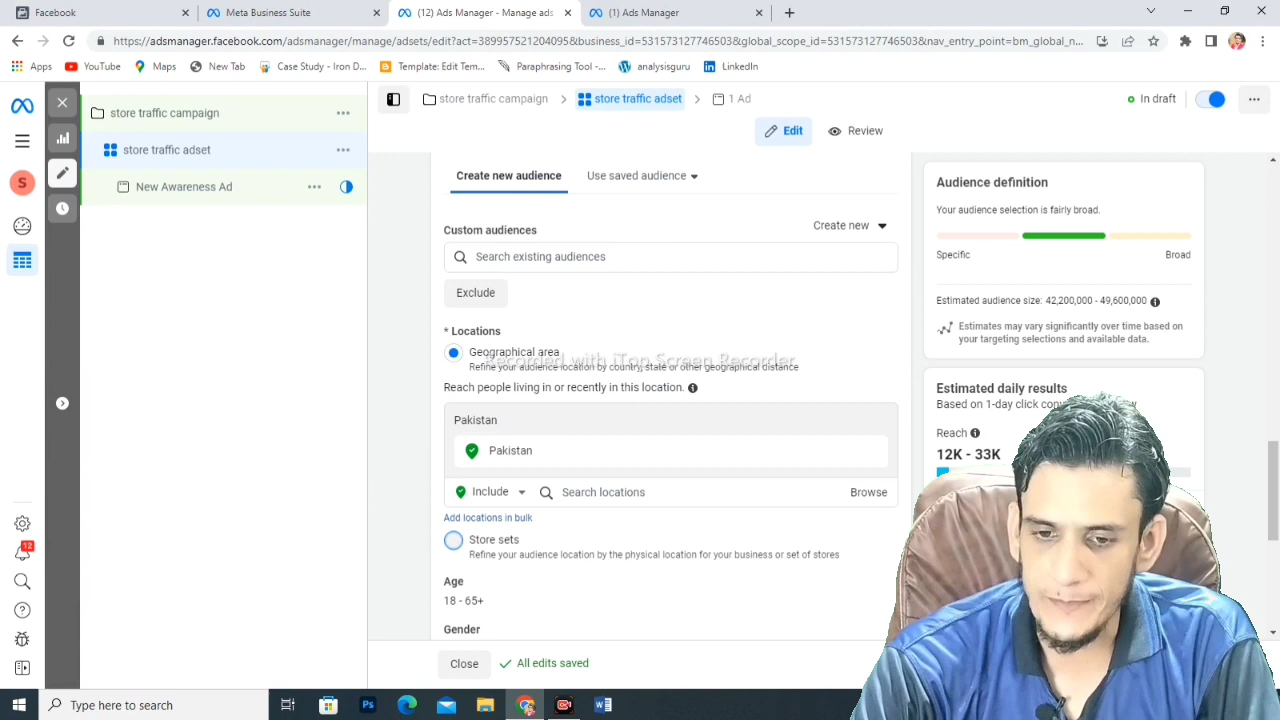 Facebook
Meta Business Suite
(12) Ads Manager - Manage ads
(1) Ads Manager
https://adsmanager.facebook.com/adsmanager/manage/adsets/edit?act=389957521204095&business_id=531573127746503&global_scope_id=531573127746503&nav_entry_point=bm_global_n...
Apps
YouTube
Maps
New Tab
Case Study - Iron D...
Template: Edit Tem...
Paraphrasing Tool -...
analysisguru
LinkedIn
store traffic campaign
store traffic adset
New Awareness Ad
S
12
store traffic campaign
store traffic adset
1 Ad
In draft
Edit
Review
Create new audience
Use saved audience
Custom audiences
Create new
Search existing audiences
Exclude
* Locations
Geographical area
Recorded with iTop Screen Recorder
Refine your audience location by country, state or other geographical distance
Reach people living in or recently in this location.
Pakistan
Pakistan
Include
Search locations
Browse
Add locations in bulk
Store sets
Refine your audience location by the physical location for your business or set of stores
Age
18 - 65+
Gender
Close
All edits saved
Audience definition
Your audience selection is fairly broad.
Specific
Broad
Estimated audience size: 42,200,000 - 49,600,000
Estimates may vary significantly over time based on
your targeting selections and available data.
Estimated daily results
Based on 1-day click
Reach
12K - 33K
Type here to search